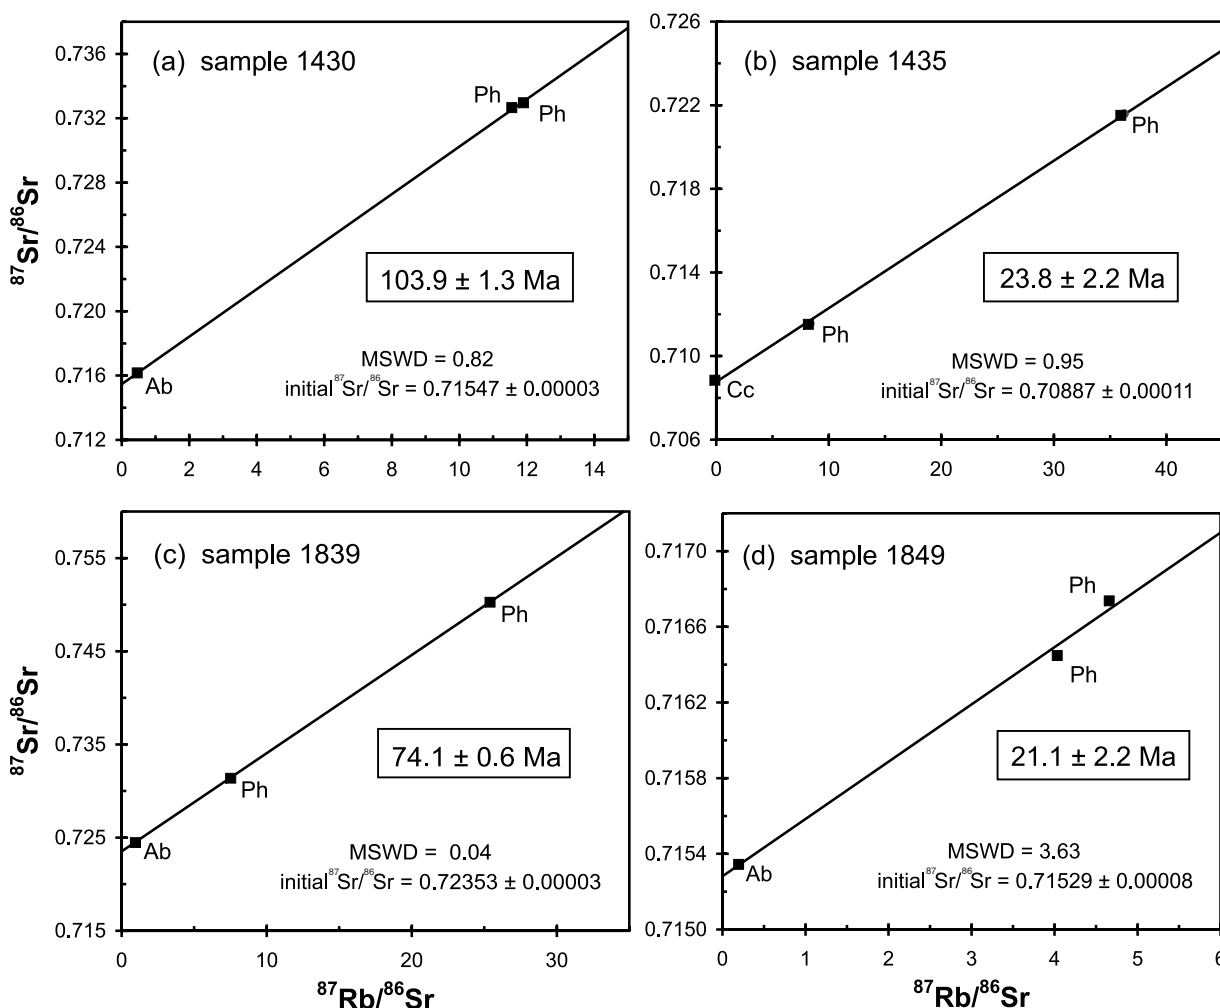 (a) sample 1430
0.736
0.732
0.728
0.724
0.720
0.716
0.712
Ph
Ph
Ab
103.9 ± 1.3 Ma
MSWD = 0.82
initial ⁸⁷Sr/⁸⁶Sr = 0.71547 ± 0.00003
0 2 4 6 8 10 12 14
⁸⁷Sr/⁸⁶Sr
(b) sample 1435
0.726
0.722
0.718
0.714
0.710
0.706
Ph
Ph
Cc
23.8 ± 2.2 Ma
MSWD = 0.95
initial ⁸⁷Sr/⁸⁶Sr = 0.70887 ± 0.00011
0 10 20 30 40
(c) sample 1839
0.755
0.745
0.735
0.725
0.715
Ph
Ph
Ab
74.1 ± 0.6 Ma
MSWD = 0.04
initial ⁸⁷Sr/⁸⁶Sr = 0.72353 ± 0.00003
0 10 20 30
⁸⁷Sr/⁸⁶Sr
⁸⁷Rb/⁸⁶Sr
(d) sample 1849
0.7170
0.7166
0.7162
0.7158
0.7154
0.7150
Ph
Ph
Ab
21.1 ± 2.2 Ma
MSWD = 3.63
initial ⁸⁷Sr/⁸⁶Sr = 0.71529 ± 0.00008
0 1 2 3 4 5 6
⁸⁷Rb/⁸⁶Sr